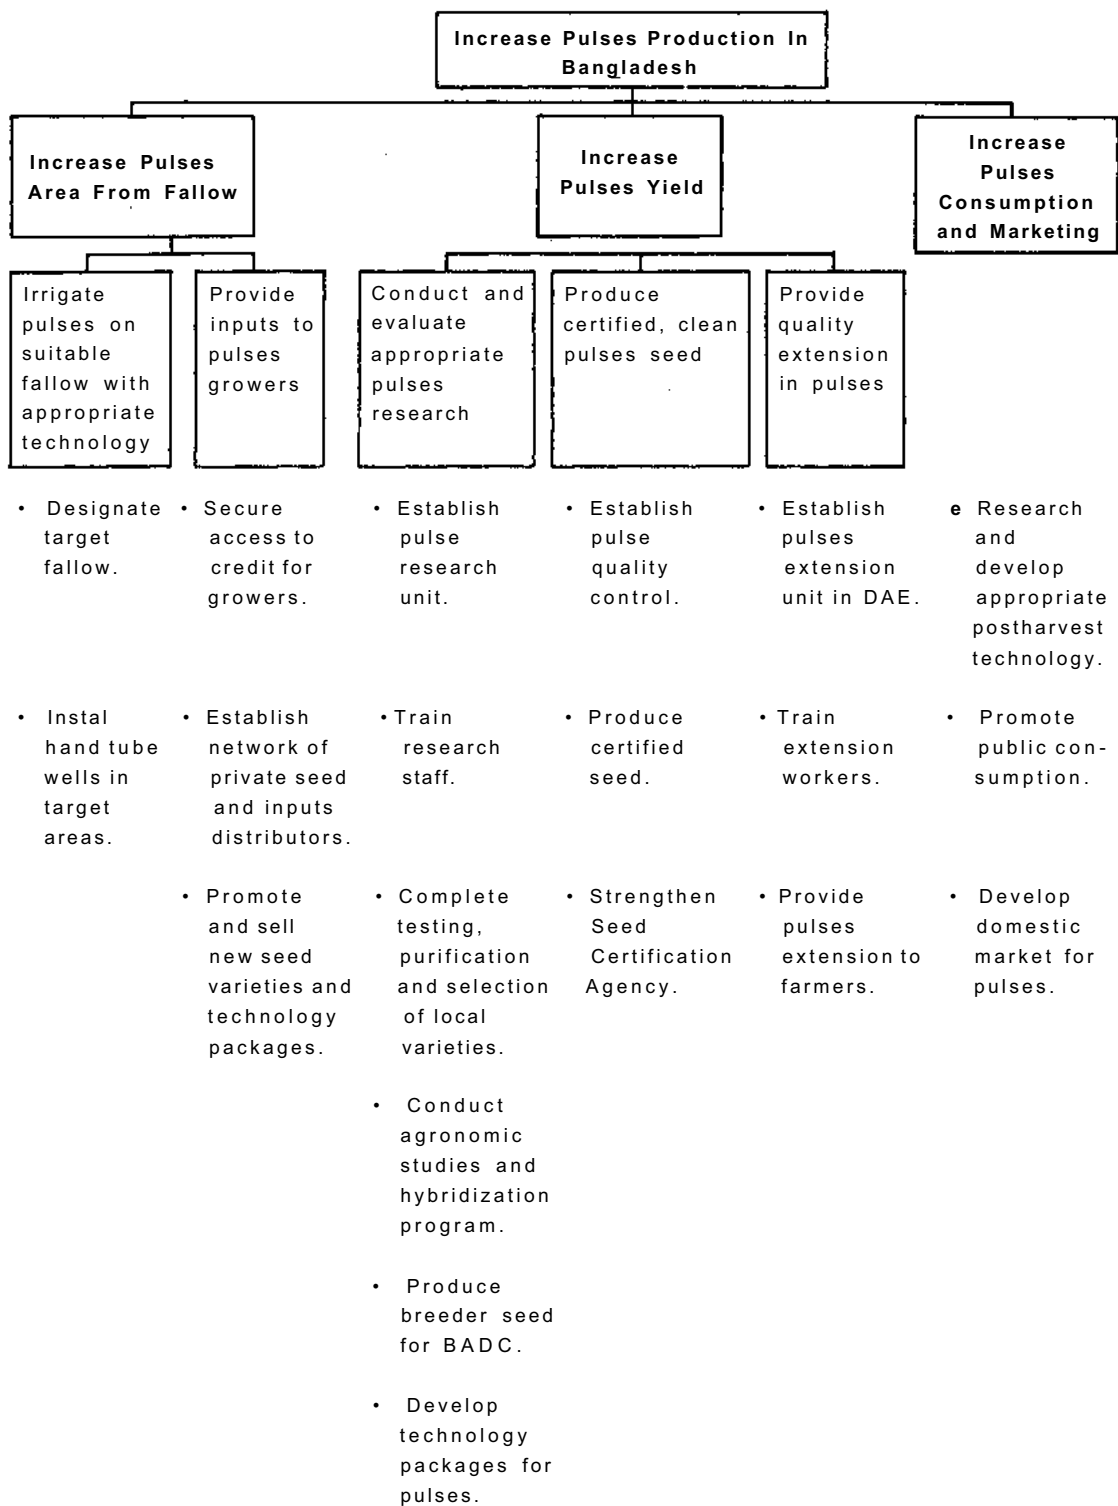 Increase Pulses Production In
Bangladesh
Increase Pulses
Area From Fallow
Increase
Pulses Yield
Increase
Pulses
Consumption
and Marketing
Irrigate
pulses on
suitable
fallow with
appropriate
technology
Provide
inputs to
pulses
growers
Conduct and
evaluate
appropriate
pulses
research
Produce
certified, clean
pulses seed
Provide
quality
extension
in pulses
• Designate
target
fallow.
• Instal
hand tube
wells in
target
areas.
• Secure
access to
credit for
growers.
• Establish
network of
private seed
and inputs
distributors.
• Promote
and sell
new seed
varieties and
technology
packages.
• Establish
pulse
research
unit.
• Train
research
staff.
• Complete
testing,
purification
and selection
of local
varieties.
• Conduct
agronomic
studies and
hybridization
program.
• Produce
breeder seed
for BADC.
• Develop
technology
packages for
pulses.
• Establish
pulse
quality
control.
• Produce
certified
seed.
• Strengthen
Seed
Certification
Agency.
• Establish
pulses
extension
unit in DAE.
• Train
extension
workers.
• Provide
pulses
extension to
farmers.
e Research
and
develop
appropriate
postharvest
technology.
• Promote
public con-
sumption.
• Develop
domestic
market for
pulses.